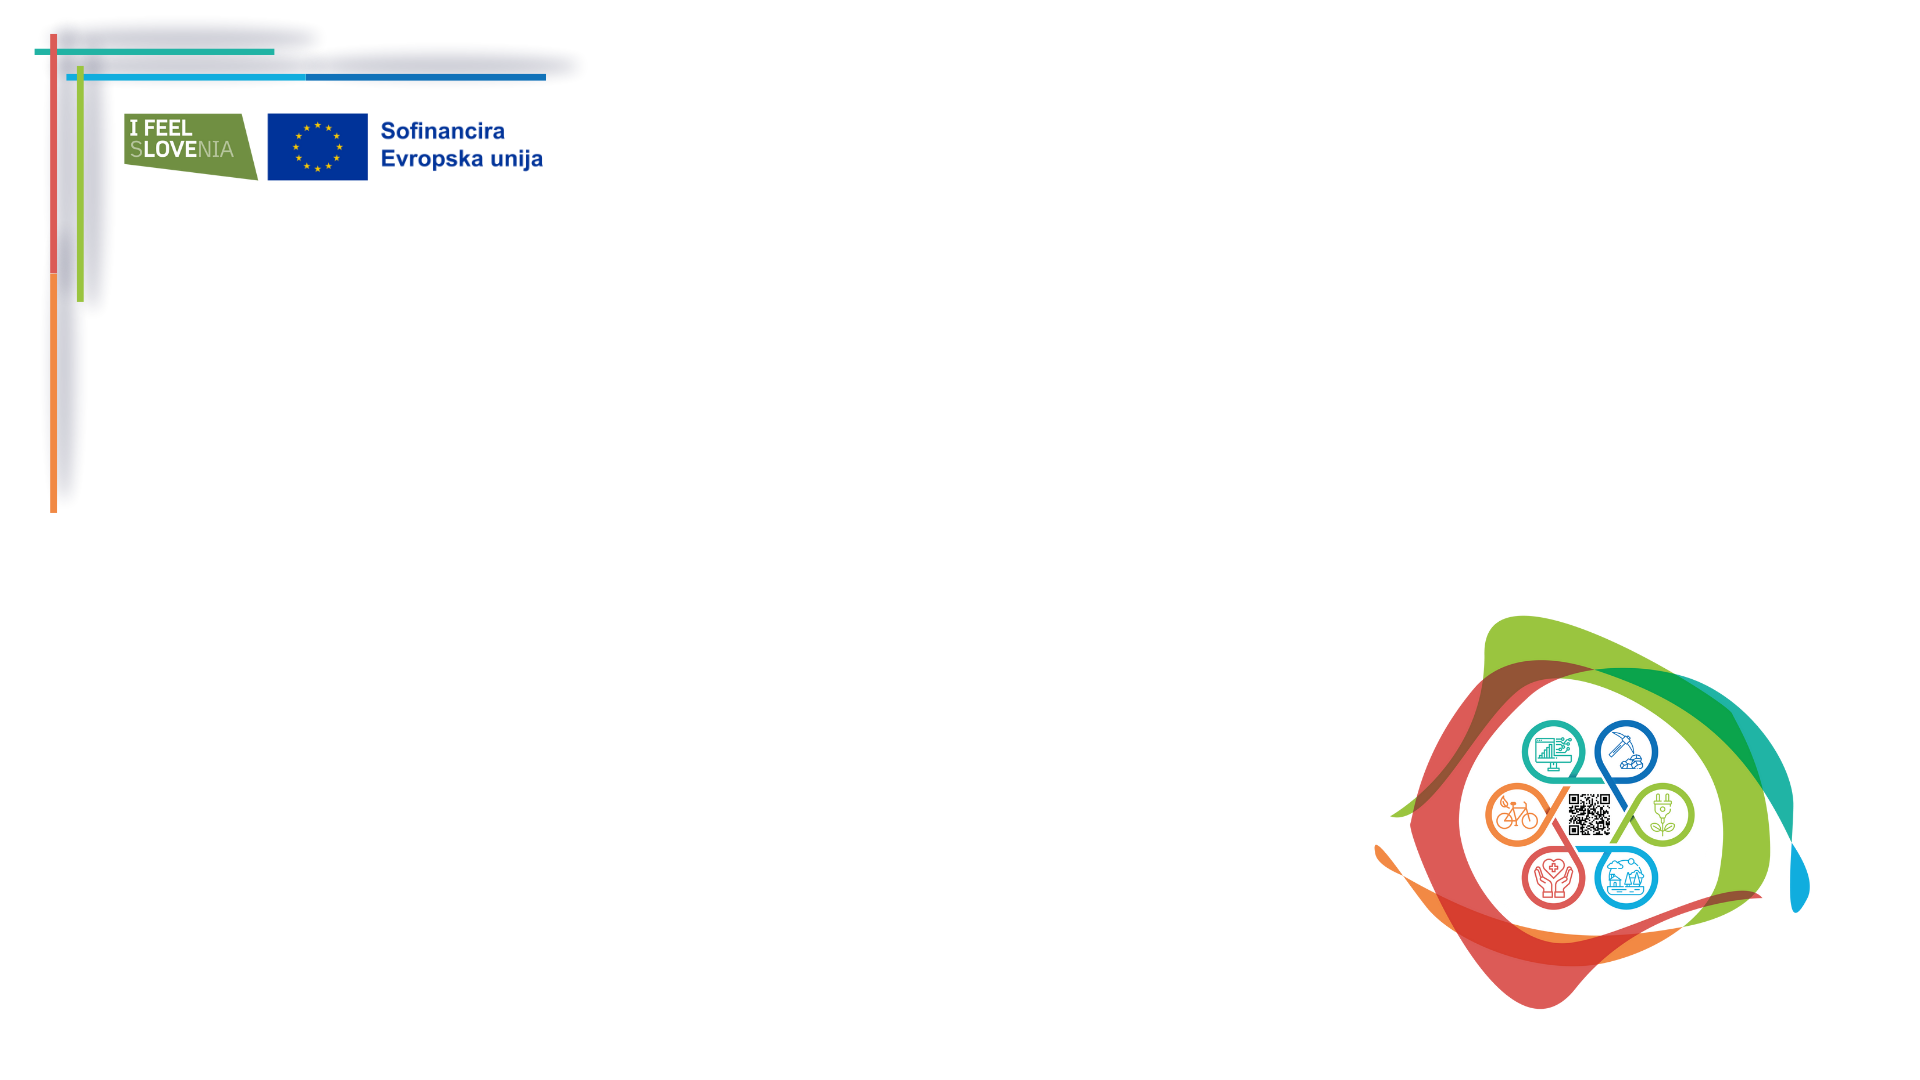 I FEEL
SLOVENIA
Sofinancira
Evropska unija